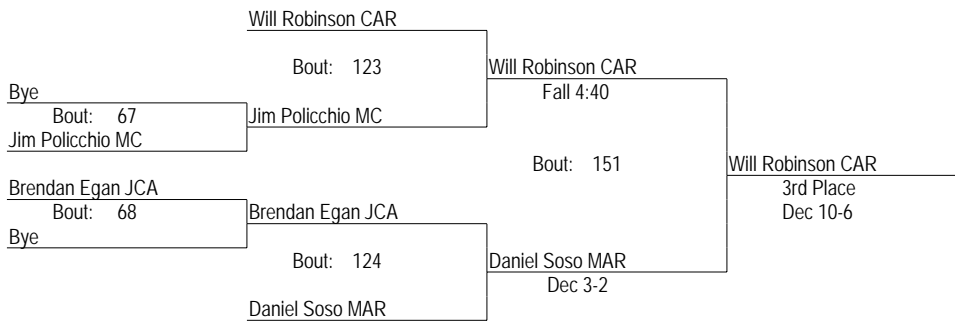 Will Robinson CAR
Bout: 123
Will Robinson CAR
Bye
Fall 4:40
Bout: 67
Jim Policchio MC
Jim Policchio MC
Bout: 151
Will Robinson CAR
Brendan Egan JCA
3rd Place
Bout: 68
Brendan Egan JCA
Dec 10-6
Bye
Bout: 124
Daniel Soso MAR
Dec 3-2
Daniel Soso MAR